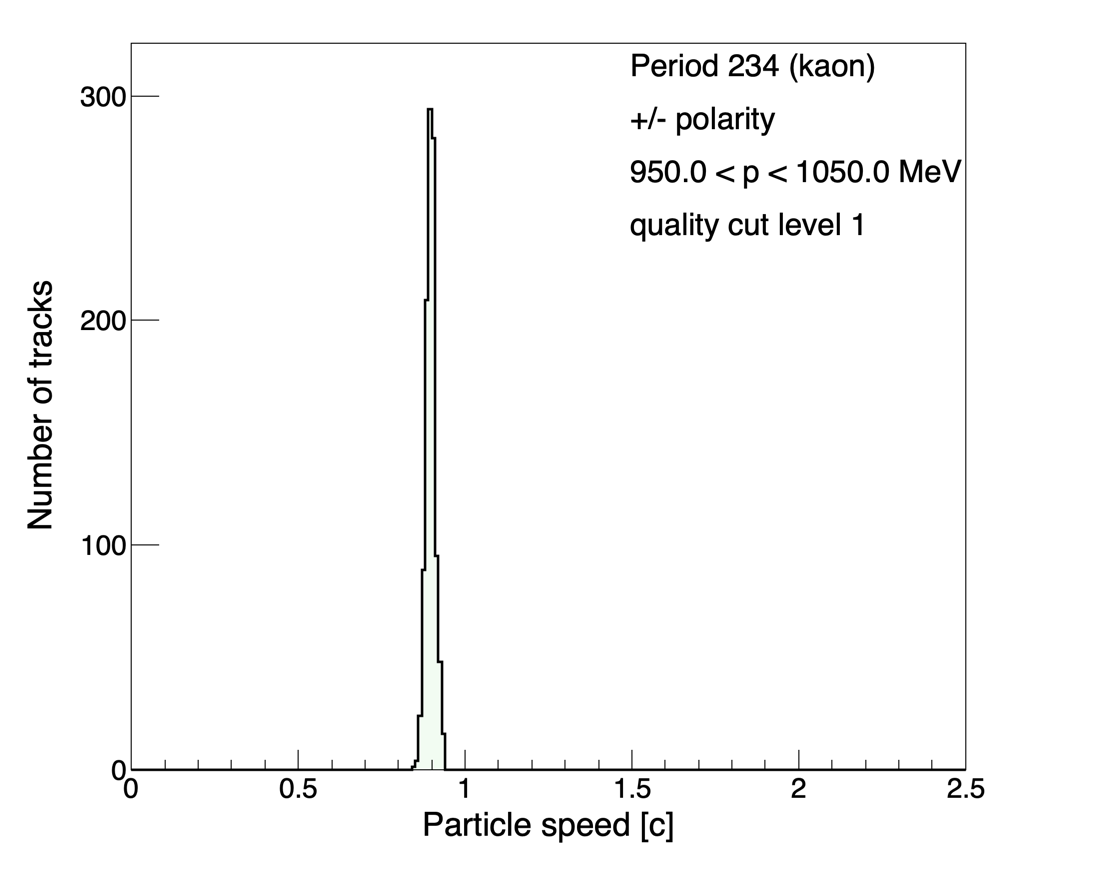 Period 234 (kaon)
+/- polarity
950.0 < p < 1050.0 MeV
quality cut level 1
Number of tracks
300
200
100
0
0 0.5 1 1.5 2 2.5
Particle speed [c]